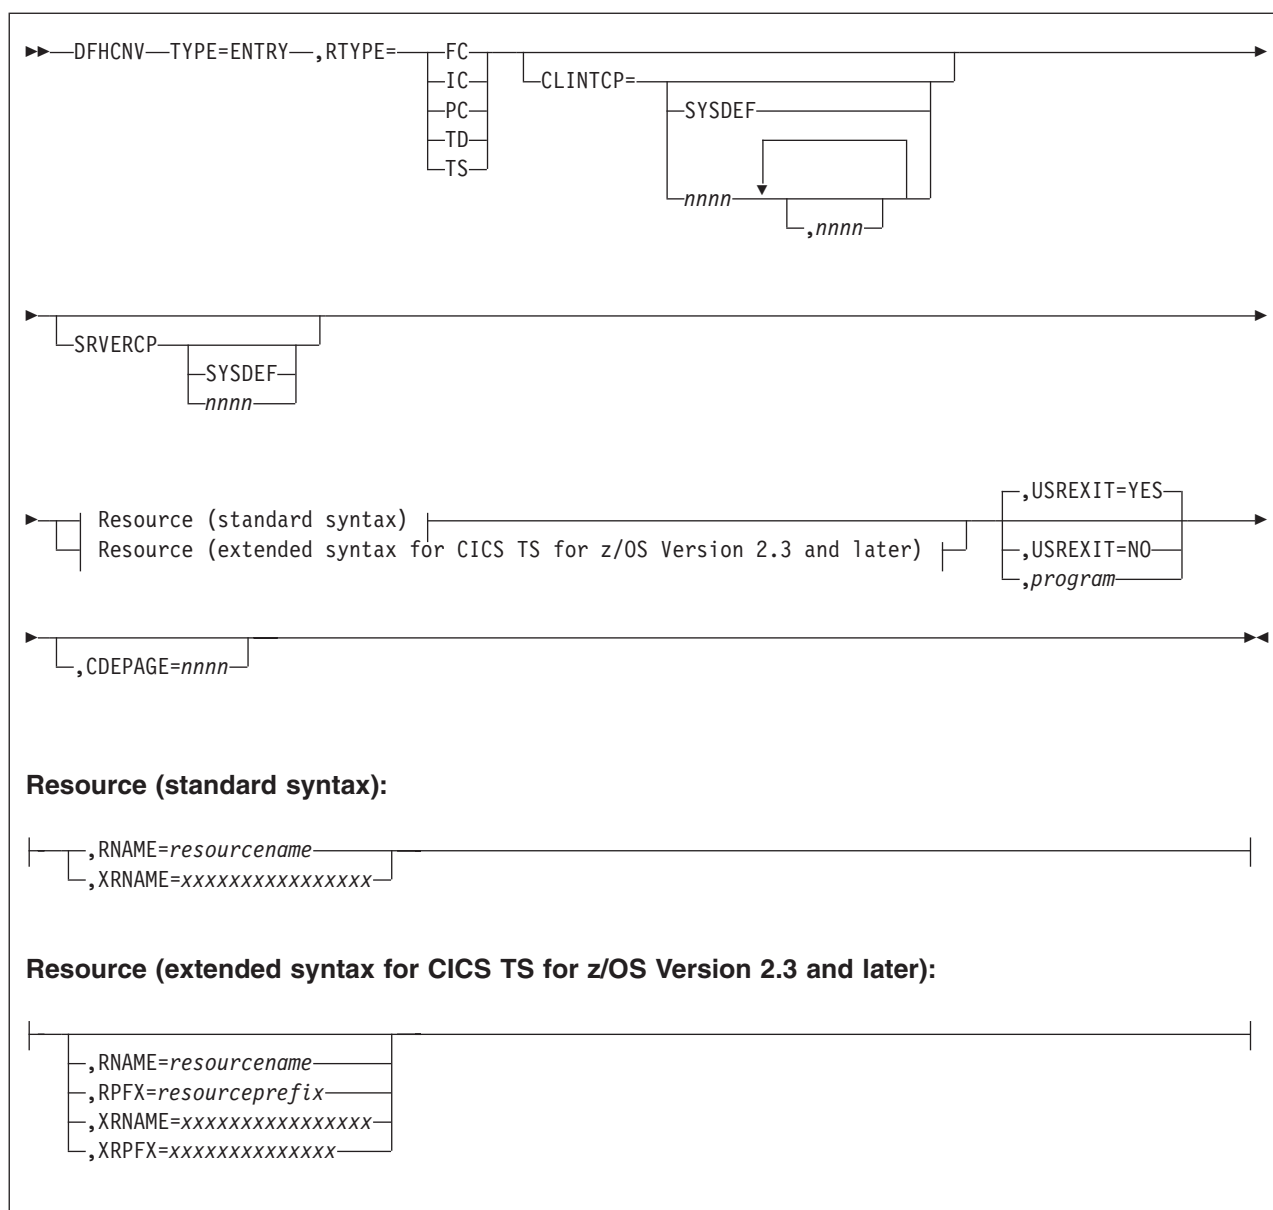 DFHCNV TYPE=ENTRY ,RTYPE= FC
IC
PC
TD
TS
CLINTCP=
SYSDEF
nnnn
,nnnn
SRVERCP
SYSDEF
nnnn
Resource (standard syntax)
Resource (extended syntax for CICS TS for z/OS Version 2.3 and later)
,USREXIT=YES
,USREXIT=NO
,program
,CDEPAGE=nnnn
Resource (standard syntax):
,RNAME=resourcename
,XRNAME=xxxxxxxxxxxxxxxx
Resource (extended syntax for CICS TS for z/OS Version 2.3 and later):
,RNAME=resourcename
,RPFX=resourceprefix
,XRNAME=xxxxxxxxxxxxxxxx
,XRPFX=xxxxxxxxxxxxxx